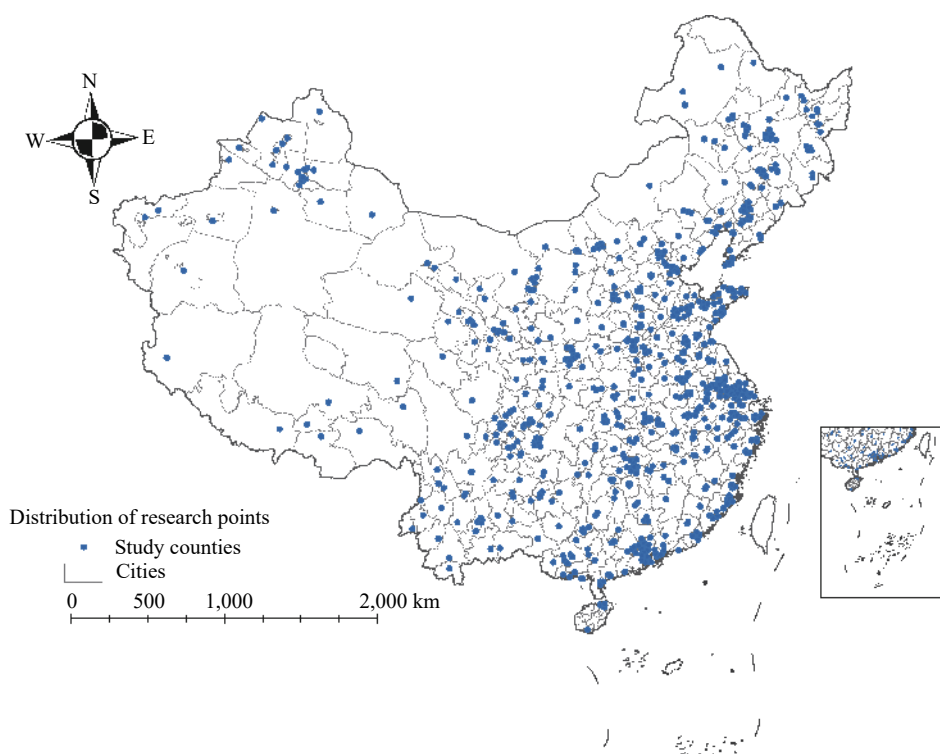 N
W E
S
Distribution of research points
Study counties
Cities
0 500 1,000 2,000 km